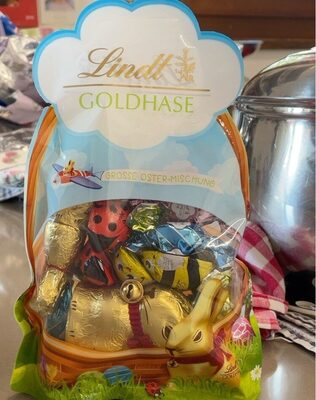 Lindt
GOLDHASE
GROSSE OSTER-MISCHUNG